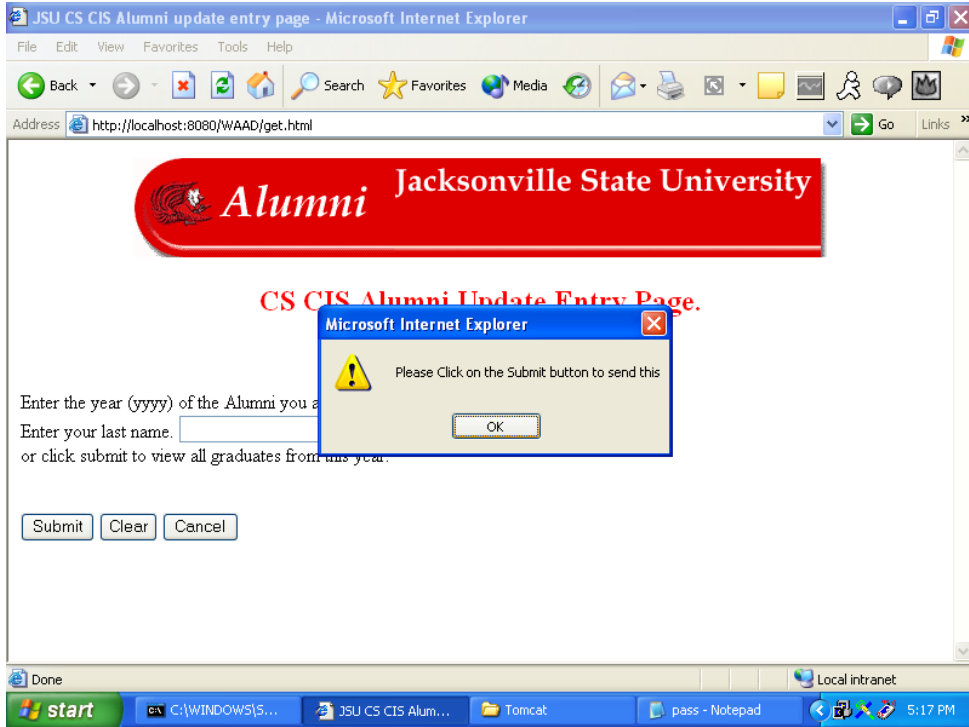 JSU CS CIS Alumni update entry page - Microsoft Internet Explorer
File Edit View Favorites Tools Help
Back Search Favorites Media
Address http://localhost:8080/WAAD/get.html Go Links »
Alumni Jacksonville State University
CS CIS Alumni Update Entry Page.
Microsoft Internet Explorer
Please Click on the Submit button to send this
OK
Enter the year (yyyy) of the Alumni you a
Enter your last name.
or click submit to view all graduates from this year.
Submit Clear Cancel
Done Local intranet
start C:\WINDOWS\S... JSU CS CIS Alum... Tomcat pass - Notepad 5:17 PM